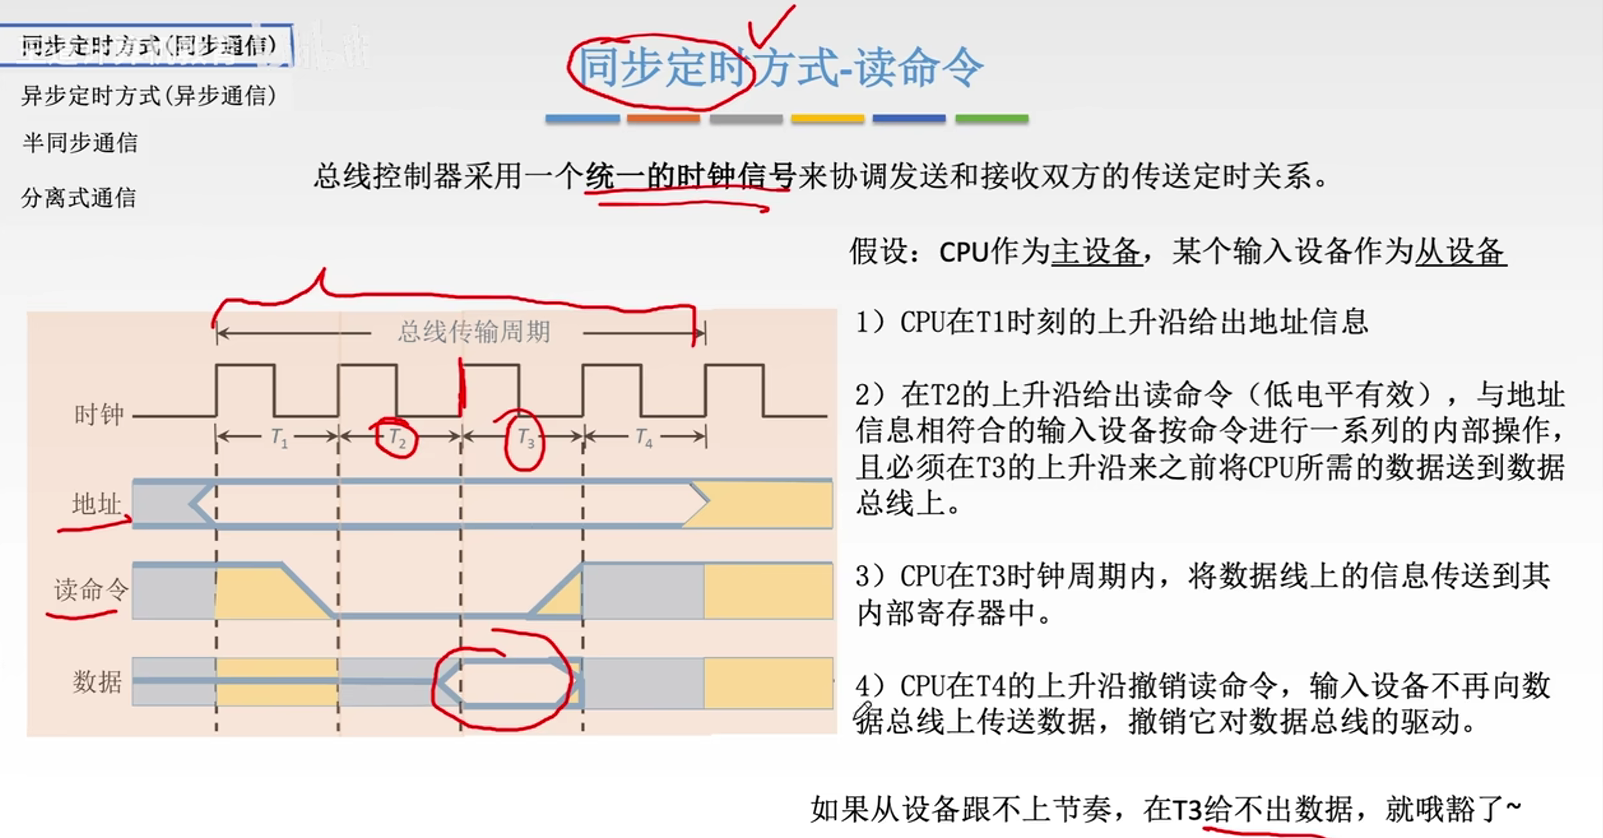 同步定时方式(同步通信)
异步定时方式(异步通信)
半同步通信
分离式通信
同步定时方式-读命令
总线控制器采用一个统一的时钟信号来协调发送和接收双方的传送定时关系。
假设：CPU作为主设备，某个输入设备作为从设备
总线传输周期
时钟
T1 T2 T3 T4
地址
读命令
数据
1）CPU在T1时刻的上升沿给出地址信息
2）在T2的上升沿给出读命令（低电平有效），与地址
信息相符合的输入设备按命令进行一系列的内部操作，
且必须在T3的上升沿来之前将CPU所需的数据送到数据
总线上。
3）CPU在T3时钟周期内，将数据线上的信息传送到其
内部寄存器中。
4）CPU在T4的上升沿撤销读命令，输入设备不再向数
据总线上传送数据，撤销它对数据总线的驱动。
如果从设备跟不上节奏，在T3给不出数据，就哦豁了~